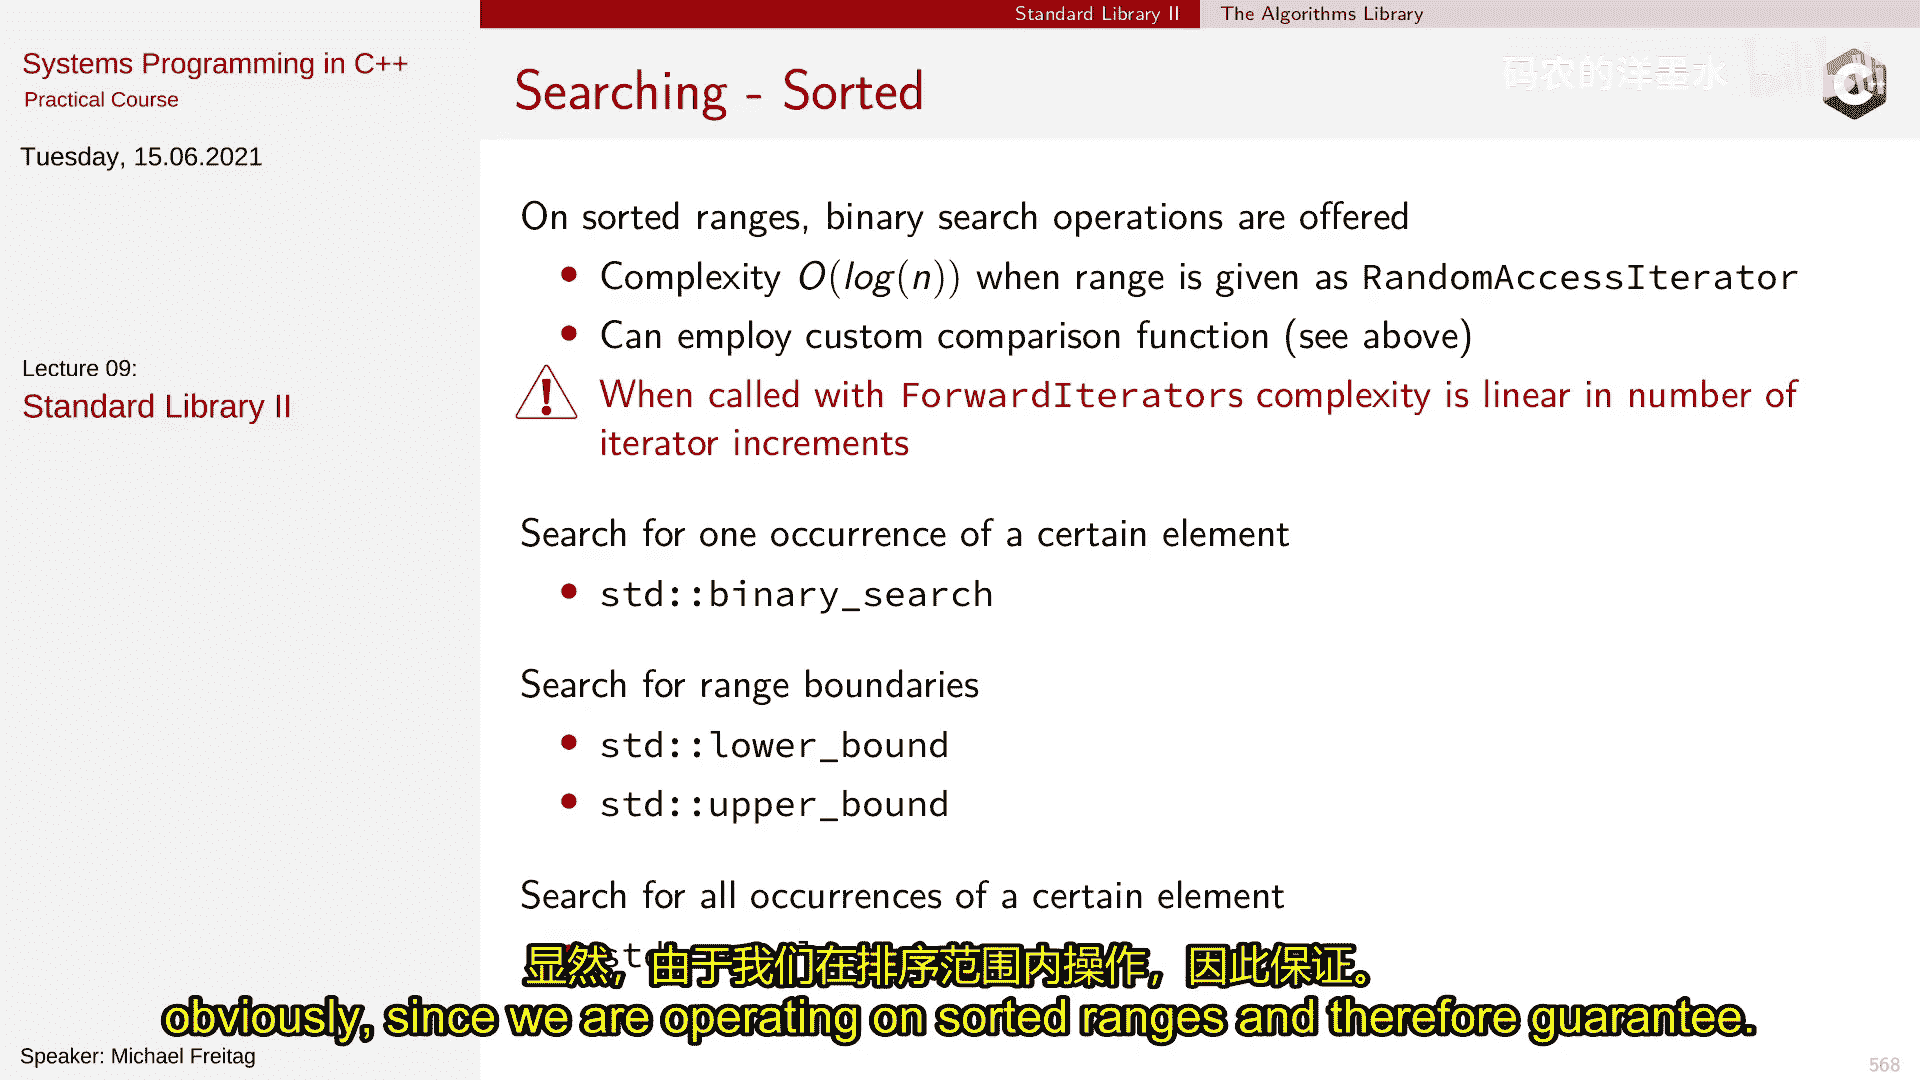 Standard Library II
The Algorithms Library
Systems Programming in C++
Practical Course
Tuesday, 15.06.2021
Lecture 09:
Standard Library II
Searching - Sorted
码农的洋墨水
On sorted ranges, binary search operations are offered
• Complexity O(log(n)) when range is given as RandomAccessIterator
• Can employ custom comparison function (see above)
When called with ForwardIterators complexity is linear in number of
iterator increments
Search for one occurrence of a certain element
• std::binary_search
Search for range boundaries
• std::lower_bound
• std::upper_bound
Search for all occurrences of a certain element
显然，由于我们在排序范围内操作，因此保证。
obviously, since we are operating on sorted ranges and therefore guarantee.
Speaker: Michael Freitag
568